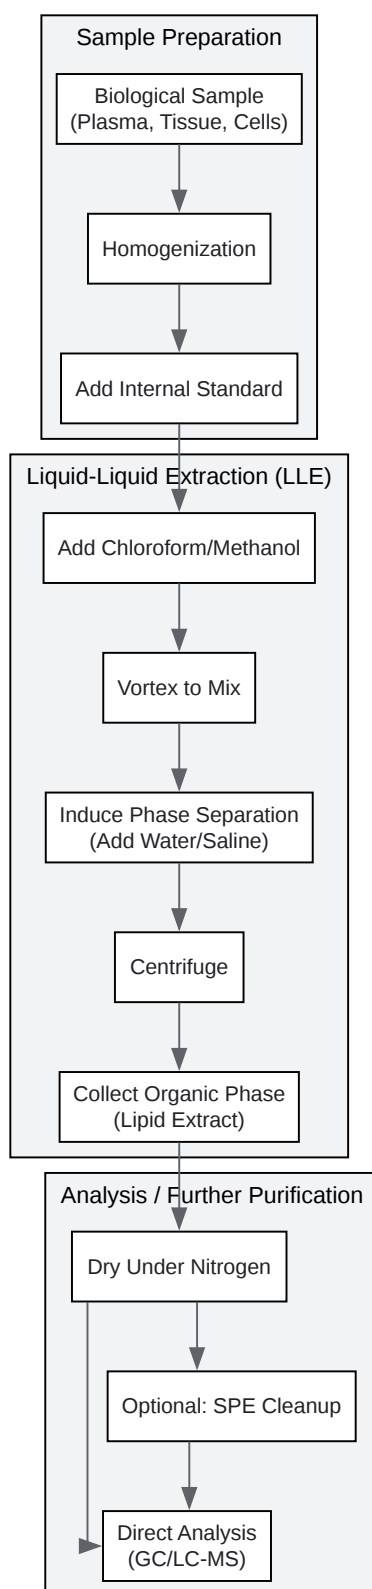 Sample Preparation
Biological Sample
(Plasma, Tissue, Cells)
Homogenization
Add Internal Standard
Liquid-Liquid Extraction (LLE)
Add Chloroform/Methanol
Vortex to Mix
Induce Phase Separation
(Add Water/Saline)
Centrifuge
Collect Organic Phase
(Lipid Extract)
Analysis / Further Purification
Dry Under Nitrogen
Optional: SPE Cleanup
Direct Analysis
(GC/LC-MS)